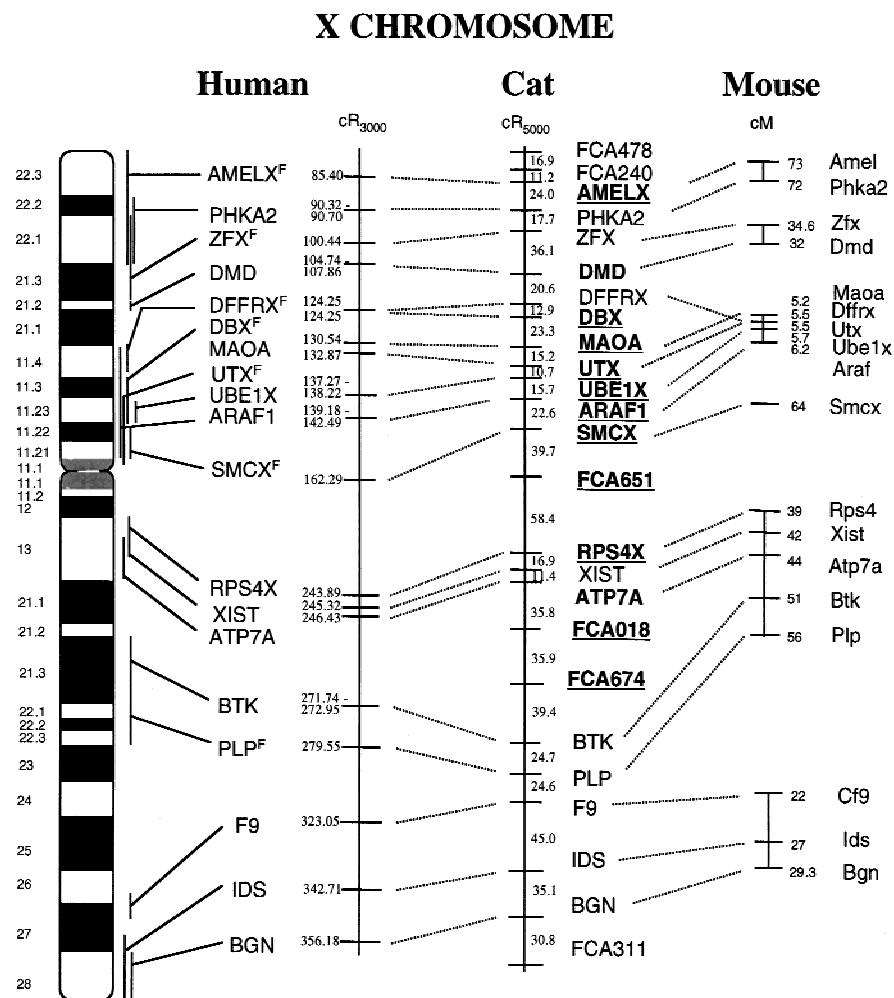 X CHROMOSOME
Human Cat Mouse
cR3000 cR5000 cM
22.3
22.2
22.1
21.3
21.2
21.1
11.4
11.3
11.23
11.22
11.21
11.1
11.1
11.2
12
13
21.1
21.2
21.3
22.1
22.2
22.3
23
24
25
26
27
28
AMELXF
PHKA2
ZFXF
DMD
DFFRXF
DBXF
MAOA
UTXF
UBE1X
ARAF1
SMCXF
RPS4X
XIST
ATP7A
BTK
PLPF
F9
IDS
BGN
85.40
90.32
90.70
100.44
104.74
107.86
124.25
124.25
130.54
132.87
137.27
138.22
139.18
142.49
162.29
243.89
245.32
246.43
271.74
272.95
279.55
323.05
342.71
356.18
16.9
11.2
24.0
17.7
36.1
20.6
12.9
23.3
15.2
10.7
15.7
22.6
39.7
58.4
16.9
11.4
35.8
35.9
39.4
24.7
24.6
45.0
35.1
30.8
FCA478
FCA240
AMELX
PHKA2
ZFX
DMD
DFFRX
DBX
MAOA
UTX
UBE1X
ARAF1
SMCX
FCA651
RPS4X
XIST
ATP7A
FCA018
FCA674
BTK
PLP
F9
IDS
BGN
FCA311
73
72
34.6
32
5.2
5.5
5.5
5.7
6.2
64
39
42
44
51
56
22
27
29.3
Amel
Phka2
Zfx
Dmd
Maoa
Dffrx
Utx
Ube1x
Araf
Smcx
Rps4
Xist
Atp7a
Btk
Plp
Cf9
Ids
Bgn